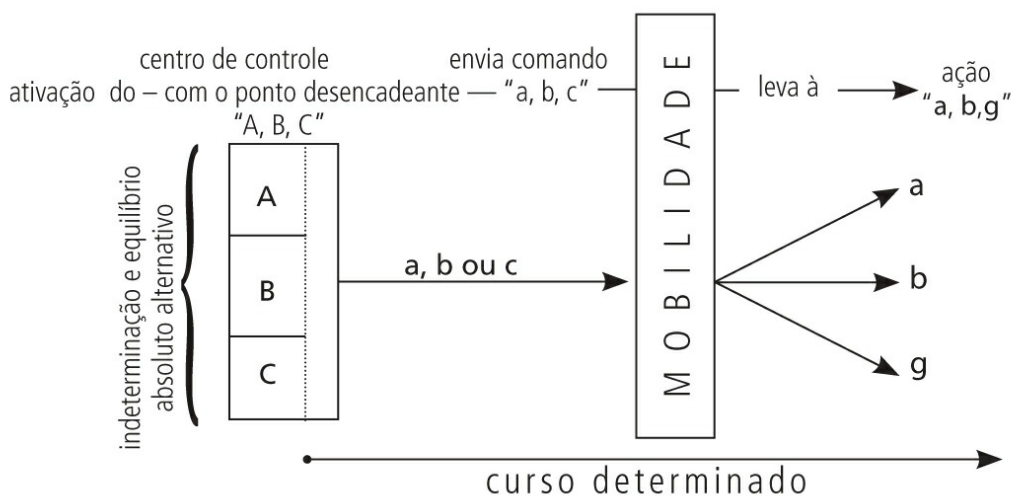 centro de controle
envia comando
ação
ativação do – com o ponto desencadeante — “a, b, c”
leva à
“a, b,g”
“A, B, C”
MOBILIDADE
indeterminação e equilíbrio
absoluto alternativo
A
B
C
a, b ou c
a
b
g
curso determinado